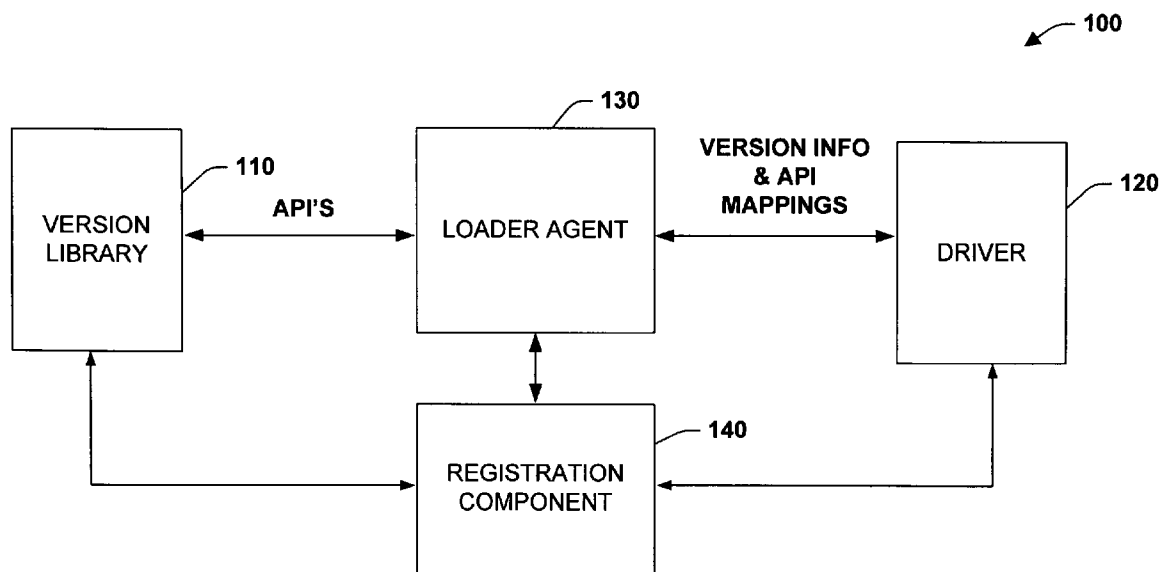 100
130
VERSION INFO
& API
MAPPINGS
110
120
API'S
VERSION
LIBRARY
LOADER AGENT
DRIVER
140
REGISTRATION
COMPONENT